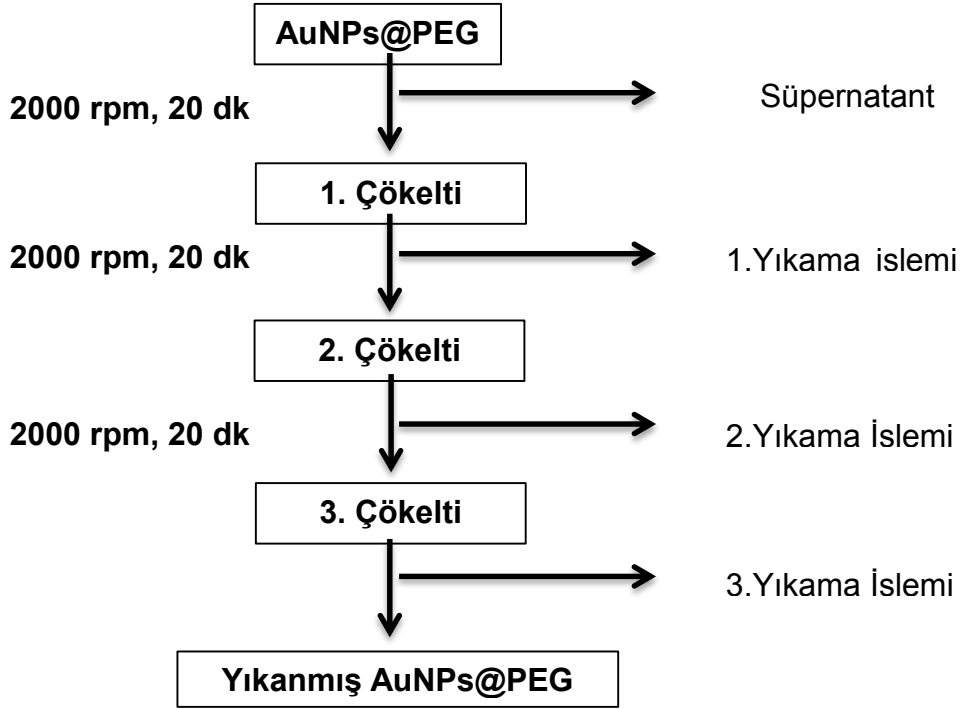 AuNPs@PEG
2000 rpm, 20 dk
Süpernatant
1. Çökelti
2000 rpm, 20 dk
1.Yıkama islemi
2. Çökelti
2000 rpm, 20 dk
2.Yıkama İslemi
3. Çökelti
3.Yıkama İslemi
Yıkanmış AuNPs@PEG